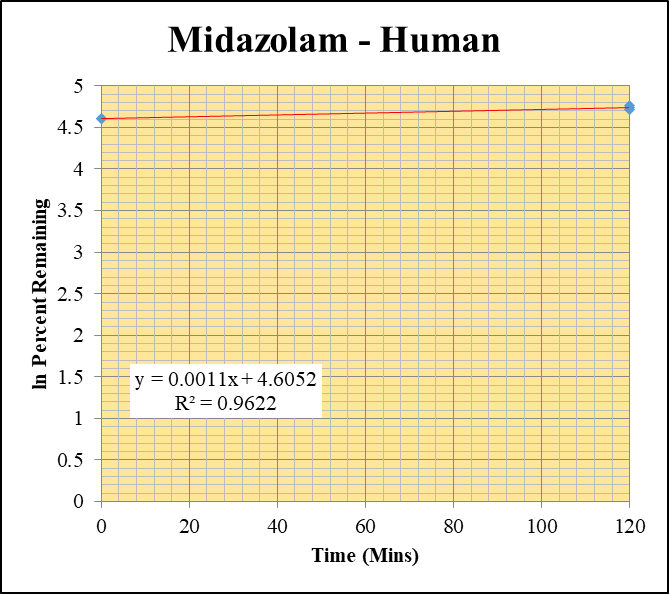 Midazolam - Human
ln Percent Remaining
5
4.5
4
3.5
3
2.5
2
1.5
1
0.5
0
y = 0.0011x + 4.6052
R² = 0.9622
0 20 40 60 80 100 120
Time (Mins)